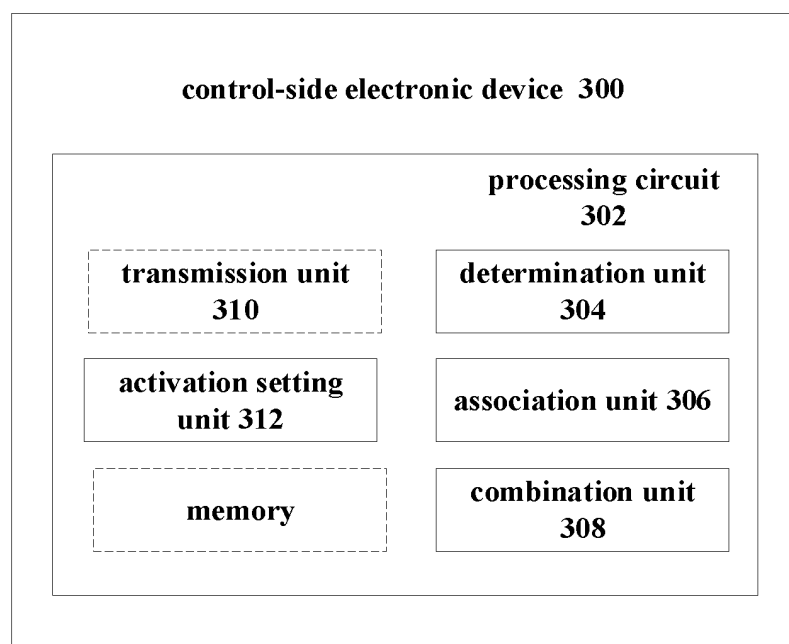 control-side electronic device 300
processing circuit
302
transmission unit
310
determination unit
304
activation setting
unit 312
association unit 306
memory
combination unit
308